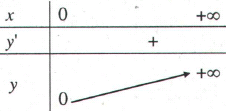 x 0 +∞
y' +
y 0 +∞